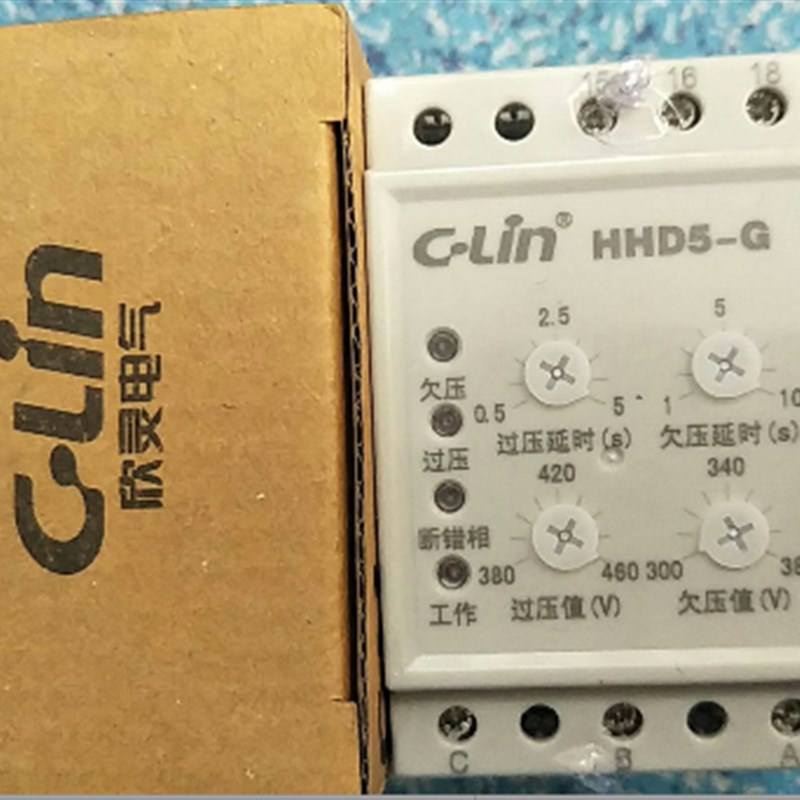 C-Lin
欣灵电气
15 16 18
C-Lin® HHD5-G
2.5 5
欠压
0.5 5 1 10
过压延时(s) 欠压延时(s)
过压
420 340
断错相
380 460 300 38
工作 过压值(V) 欠压值(V)
C B A